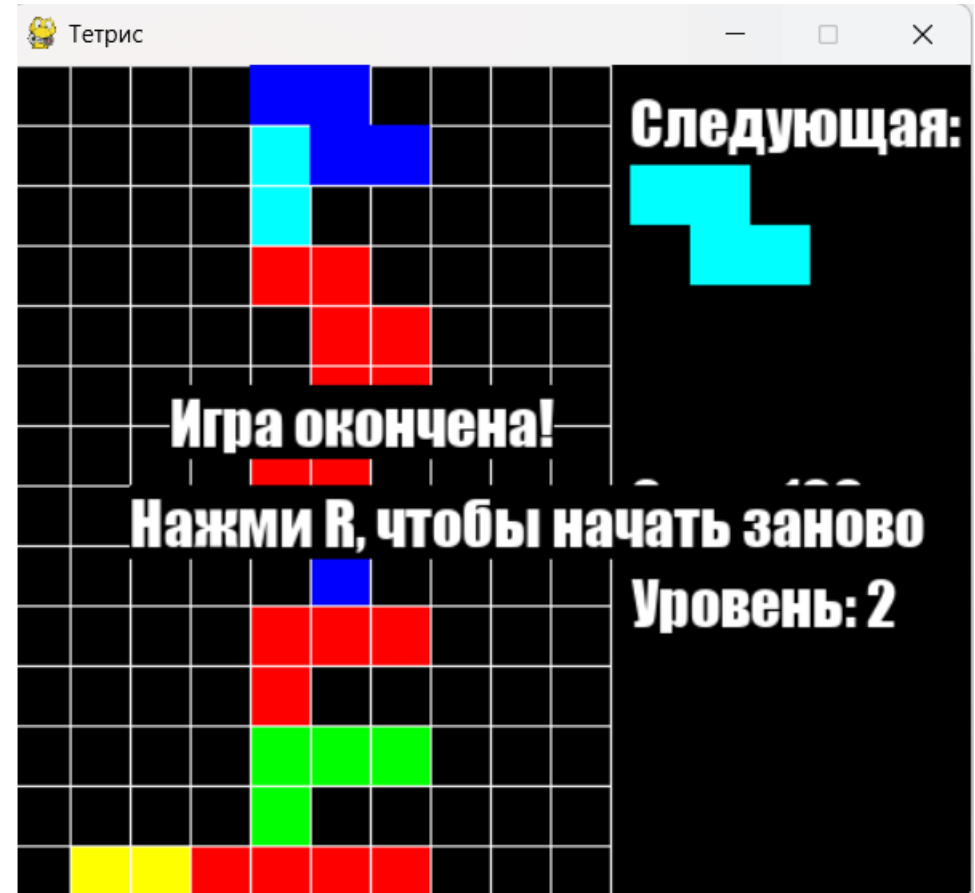 Тетрис
Следующая:
Игра окончена!
Нажми R, чтобы начать заново
Уровень: 2